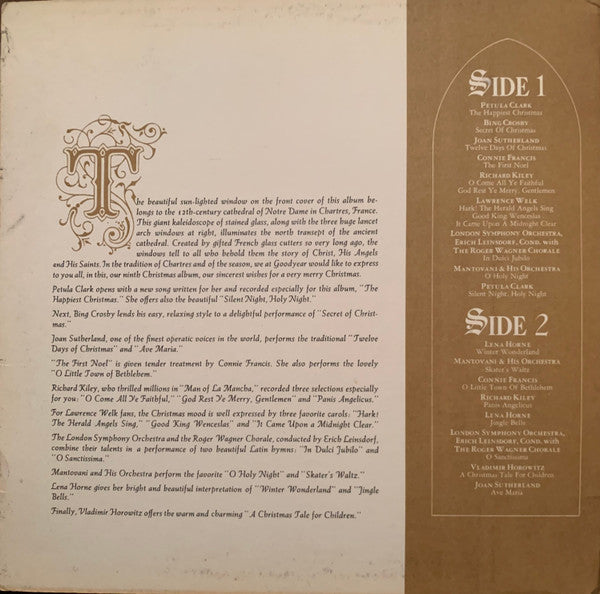 The beautiful sun-lighted window on the front cover of this album be-
longs to the 12th-century cathedral of Notre Dame in Chartres, France.
This giant kaleidoscope of stained glass, along with the three huge lancet
arch windows at right, illuminates the north transept of the ancient
cathedral. Created by gifted French glass cutters so very long ago, the
windows tell to all who behold them the story of Christ, His Angels
and His Saints. In the tradition of Chartres and of the season, we at Goodyear would like to express
to you all, in this, our ninth Christmas album, our sincerest wishes for a very merry Christmas.
Petula Clark opens with a new song written for her and recorded especially for this album, "The
Happiest Christmas." She offers also the beautiful "Silent Night, Holy Night."
Next, Bing Crosby lends his easy, relaxing style to a delightful performance of "Secret of Christ-
mas."
Joan Sutherland, one of the finest operatic voices in the world, performs the traditional "Twelve
Days of Christmas" and "Ave Maria."
"The First Noel" is given tender treatment by Connie Francis. She also performs the lovely
"O Little Town of Bethlehem."
Richard Kiley, who thrilled millions in "Man of La Mancha," recorded three selections especially
for you: "O Come All Ye Faithful," "God Rest Ye Merry, Gentlemen" and "Panis Angelicus."
For Lawrence Welk fans, the Christmas mood is well expressed by three favorite carols: "Hark!
The Herald Angels Sing," "Good King Wenceslas" and "It Came Upon a Midnight Clear."
The London Symphony Orchestra and the Roger Wagner Chorale, conducted by Erich Leinsdorf,
combine their talents in a performance of two beautiful Latin hymns: "In Dulci Jubilo" and
"O Sanctissima."
Mantovani and His Orchestra perform the favorite "O Holy Night" and "Skater's Waltz."
Lena Horne gives her bright and beautiful interpretation of "Winter Wonderland" and "Jingle
Bells."
Finally, Vladimir Horowitz offers the warm and charming "A Christmas Tale for Children."
SIDE 1
PETULA CLARK
The Happiest Christmas
BING CROSBY
Secret Of Christmas
JOAN SUTHERLAND
Twelve Days Of Christmas
CONNIE FRANCIS
The First Noel
RICHARD KILEY
O Come All Ye Faithful
God Rest Ye Merry, Gentlemen
LAWRENCE WELK
Hark! The Herald Angels Sing
Good King Wenceslas
It Came Upon A Midnight Clear
LONDON SYMPHONY ORCHESTRA,
ERICH LEINSDORF, COND. WITH
THE ROGER WAGNER CHORALE
In Dulci Jubilo
MANTOVANI & HIS ORCHESTRA
O Holy Night
PETULA CLARK
Silent Night, Holy Night
SIDE 2
LENA HORNE
Winter Wonderland
MANTOVANI & HIS ORCHESTRA
Skater's Waltz
CONNIE FRANCIS
O Little Town Of Bethlehem
RICHARD KILEY
Panis Angelicus
LENA HORNE
Jingle Bells
LONDON SYMPHONY ORCHESTRA,
ERICH LEINSDORF, COND. WITH
THE ROGER WAGNER CHORALE
O Sanctissima
VLADIMIR HOROWITZ
A Christmas Tale For Children
JOAN SUTHERLAND
Ave Maria